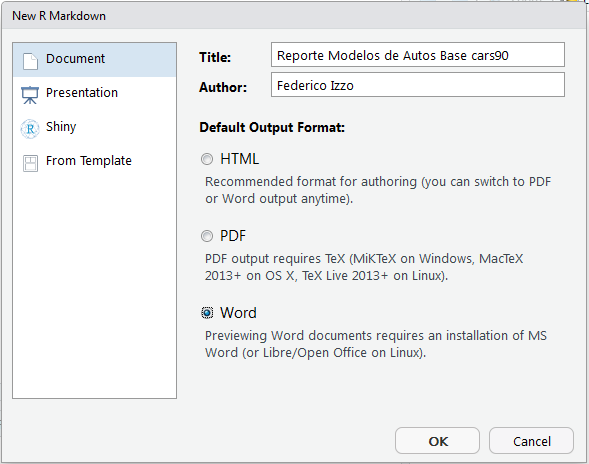 New R Markdown
Document
Presentation
Shiny
From Template
Title: Reporte Modelos de Autos Base cars90
Author: Federico Izzo
Default Output Format:
HTML
Recommended format for authoring (you can switch to PDF
or Word output anytime).
PDF
PDF output requires TeX (MiKTeX on Windows, MacTeX
2013+ on OS X, TeX Live 2013+ on Linux).
Word
Previewing Word documents requires an installation of MS
Word (or Libre/Open Office on Linux).
OK Cancel